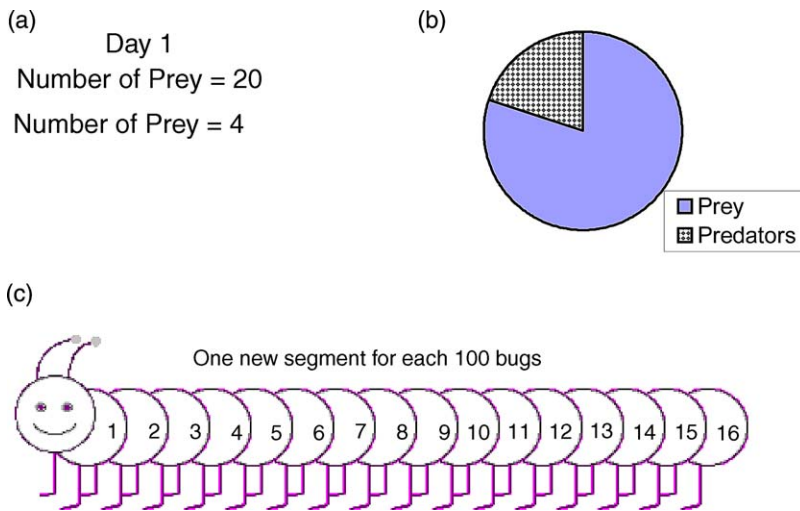 (a)
Day 1
Number of Prey = 20
Number of Prey = 4
(b)
Prey
Predators
(c)
One new segment for each 100 bugs
1 2 3 4 5 6 7 8 9 10 11 12 13 14 15 16